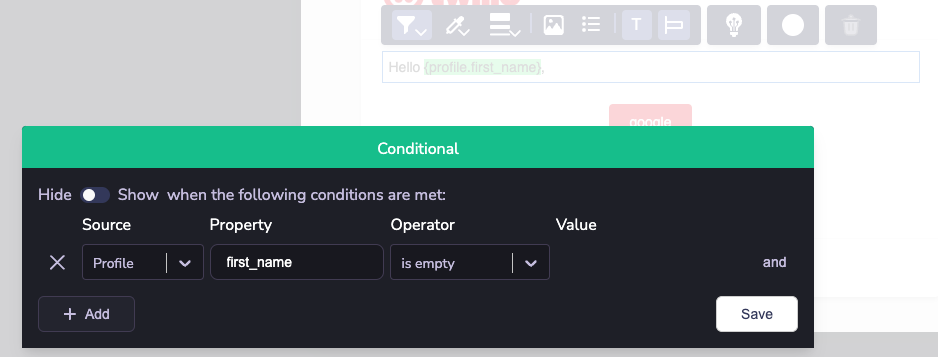 T
Hello {profile.first_name},
google
Conditional
Hide Show when the following conditions are met:
Source Property Operator Value
Profile first_name is empty and
+ Add Save